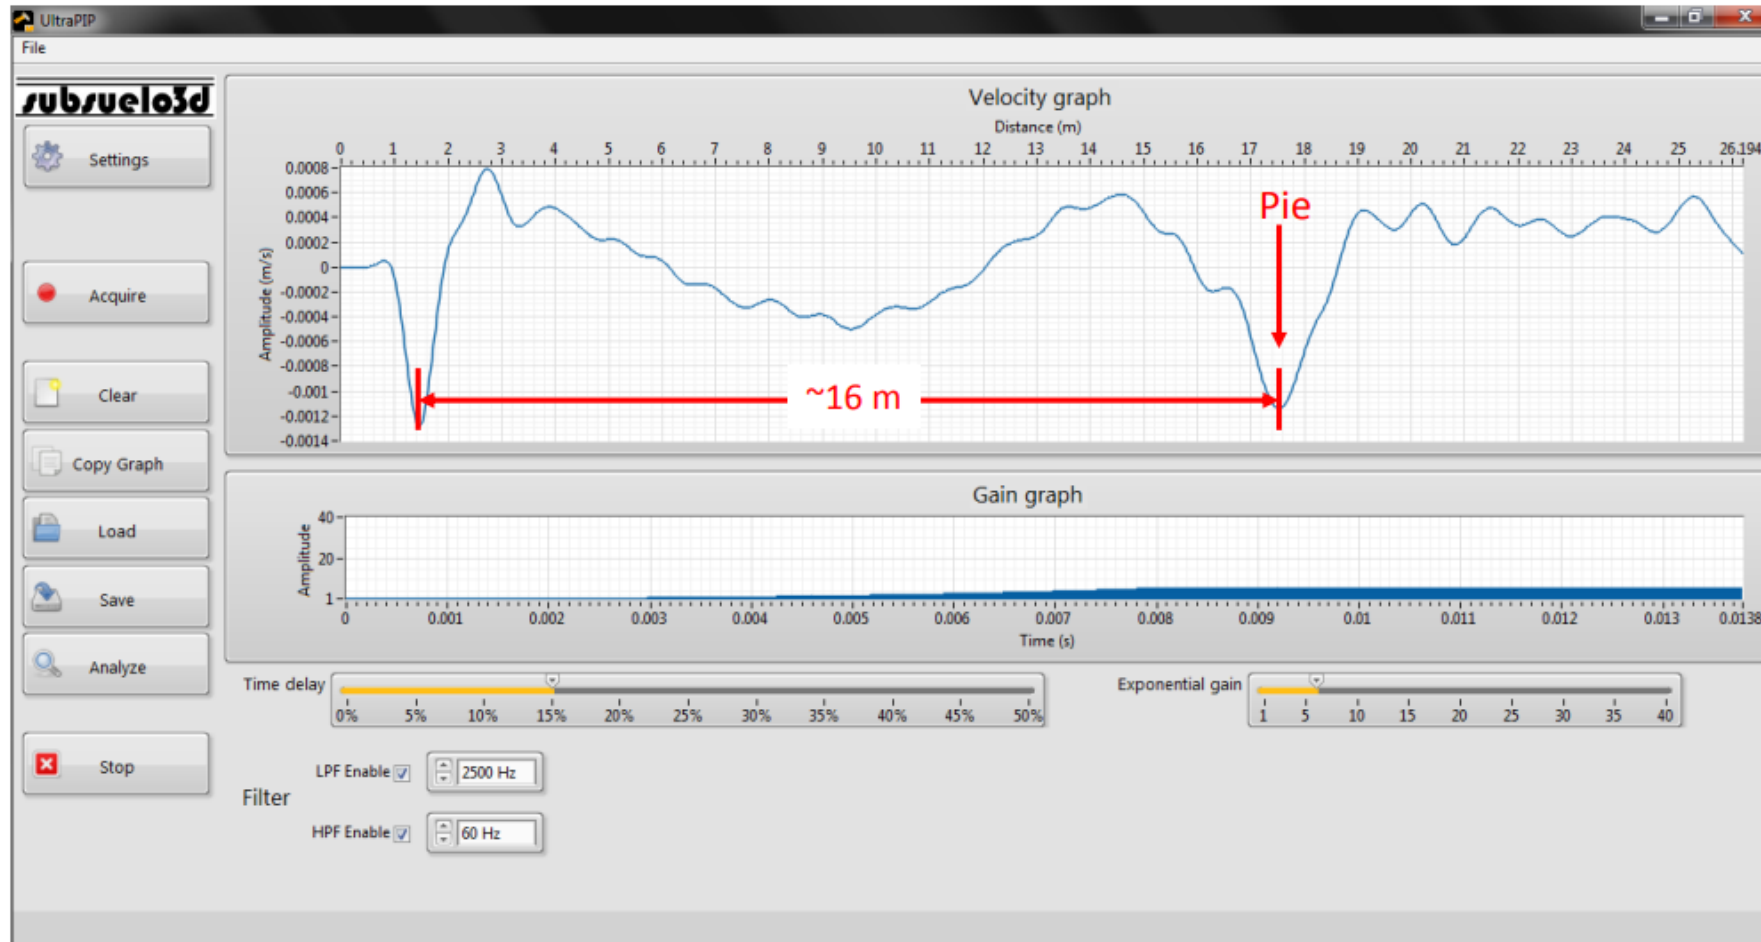 UltraPIP
File
subsuelo3d
Settings
Acquire
Clear
Copy Graph
Load
Save
Analyze
Stop
Velocity graph
Distance (m)
0 1 2 3 4 5 6 7 8 9 10 11 12 13 14 15 16 17 18 19 20 21 22 23 24 25 26.194
Amplitude (m/s)
0.0008
0.0006
0.0004
0.0002
0
-0.0002
-0.0004
-0.0006
-0.0008
-0.001
-0.0012
-0.0014
Pie
~16 m
Gain graph
Amplitude
40
20
1
0 0.001 0.002 0.003 0.004 0.005 0.006 0.007 0.008 0.009 0.01 0.011 0.012 0.013 0.0138
Time (s)
Time delay
0% 5% 10% 15% 20% 25% 30% 35% 40% 45% 50%
Exponential gain
1 5 10 15 20 25 30 35 40
Filter
LPF Enable 2500 Hz
HPF Enable 60 Hz